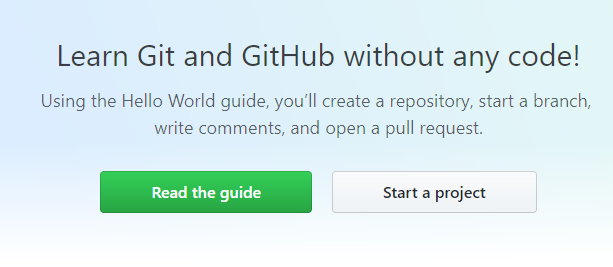 Learn Git and GitHub without any code!
Using the Hello World guide, you’ll create a repository, start a branch,
write comments, and open a pull request.
Read the guide
Start a project